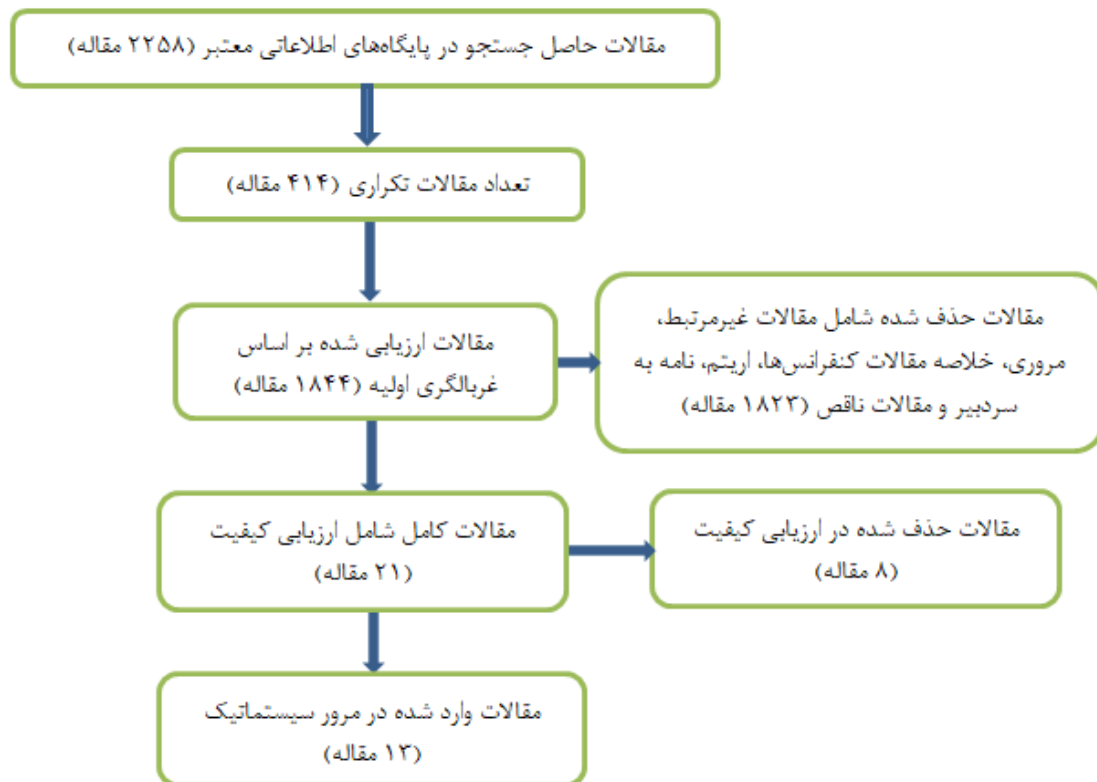 مقالات حاصل جستجو در پایگاه‌های اطلاعاتی معتبر (۲۲۵۸ مقاله)
تعداد مقالات تکراری (۴۱۴ مقاله)
مقالات ارزیابی شده بر اساس
غربالگری اولیه (۱۸۴۴ مقاله)
مقالات حذف شده شامل مقالات غیرمرتبط،
مروری، خلاصه مقالات کنفرانس‌ها، اریتم، نامه به
سردبیر و مقالات ناقص (۱۸۲۳ مقاله)
مقالات کامل شامل ارزیابی کیفیت
(۲۱ مقاله)
مقالات حذف شده در ارزیابی کیفیت
(۸ مقاله)
مقالات وارد شده در مرور سیستماتیک
(۱۳ مقاله)